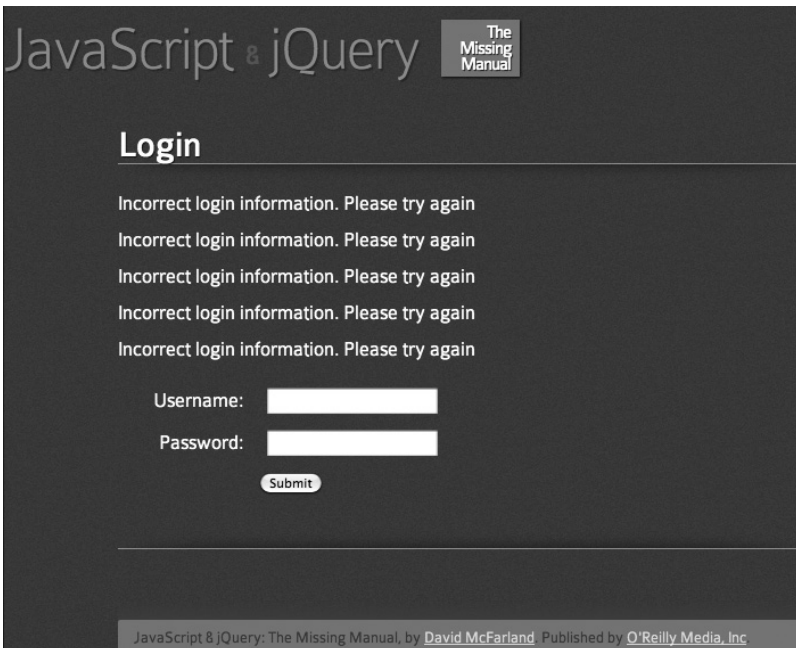 JavaScript & jQuery
The
Missing
Manual
Login
Incorrect login information. Please try again
Incorrect login information. Please try again
Incorrect login information. Please try again
Incorrect login information. Please try again
Incorrect login information. Please try again
Username:
Password:
Submit
JavaScript & jQuery: The Missing Manual, by David McFarland. Published by O'Reilly Media, Inc.